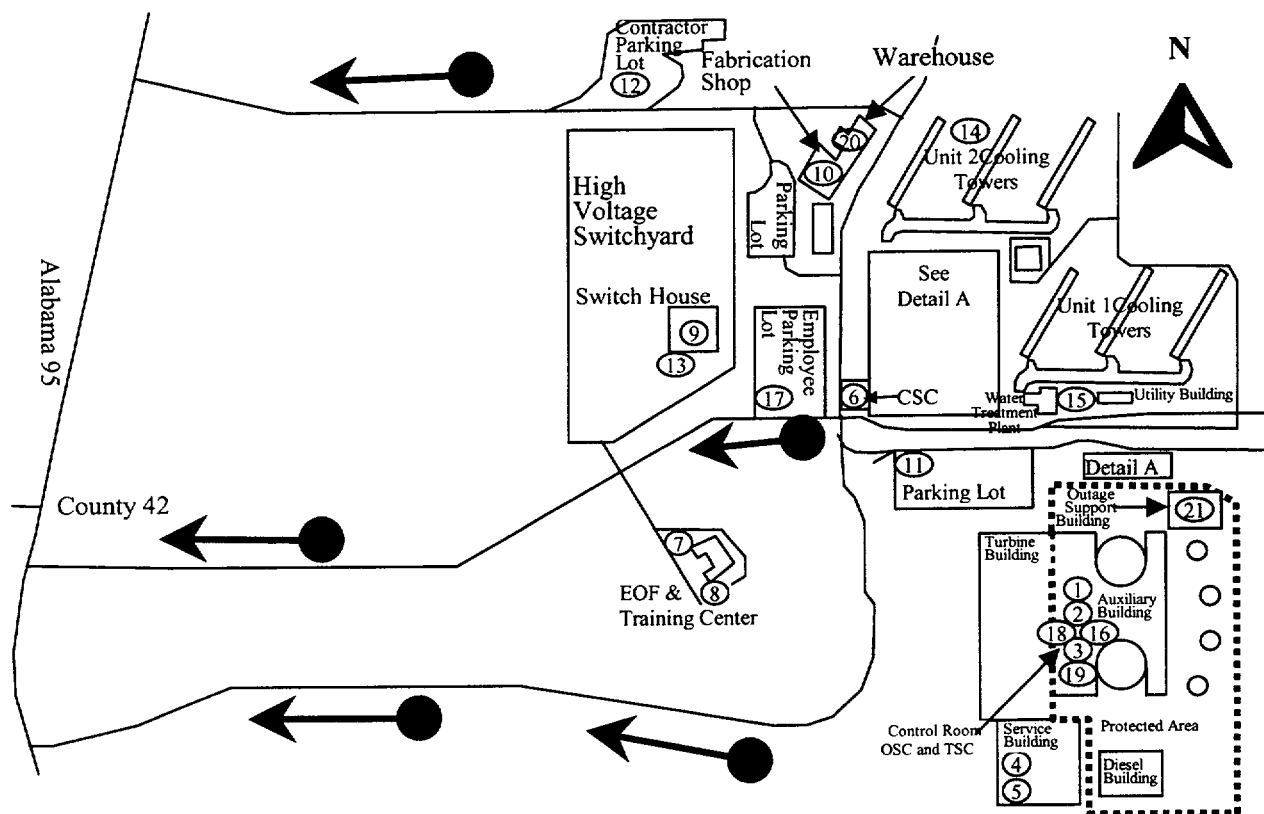 Contractor
Parking
Lot
12
Fabrication
Shop
Warehouse
N
20
10
14
Unit 2Cooling
Towers
High
Voltage
Switchyard
Parking
Lot
See
Detail A
Switch House
9
13
Employee
Parking
Lot
17
Unit 1Cooling
Towers
6
CSC
Water
Treatment
Plant
15
Utility Building
Alabama 95
County 42
11
Parking Lot
Detail A
Outage
Support
Building
21
Turbine
Building
7
8
EOF &
Training Center
1
Auxiliary
Building
2
18
16
3
19
Control Room
OSC and TSC
Service
Building
4
5
Protected Area
Diesel
Building